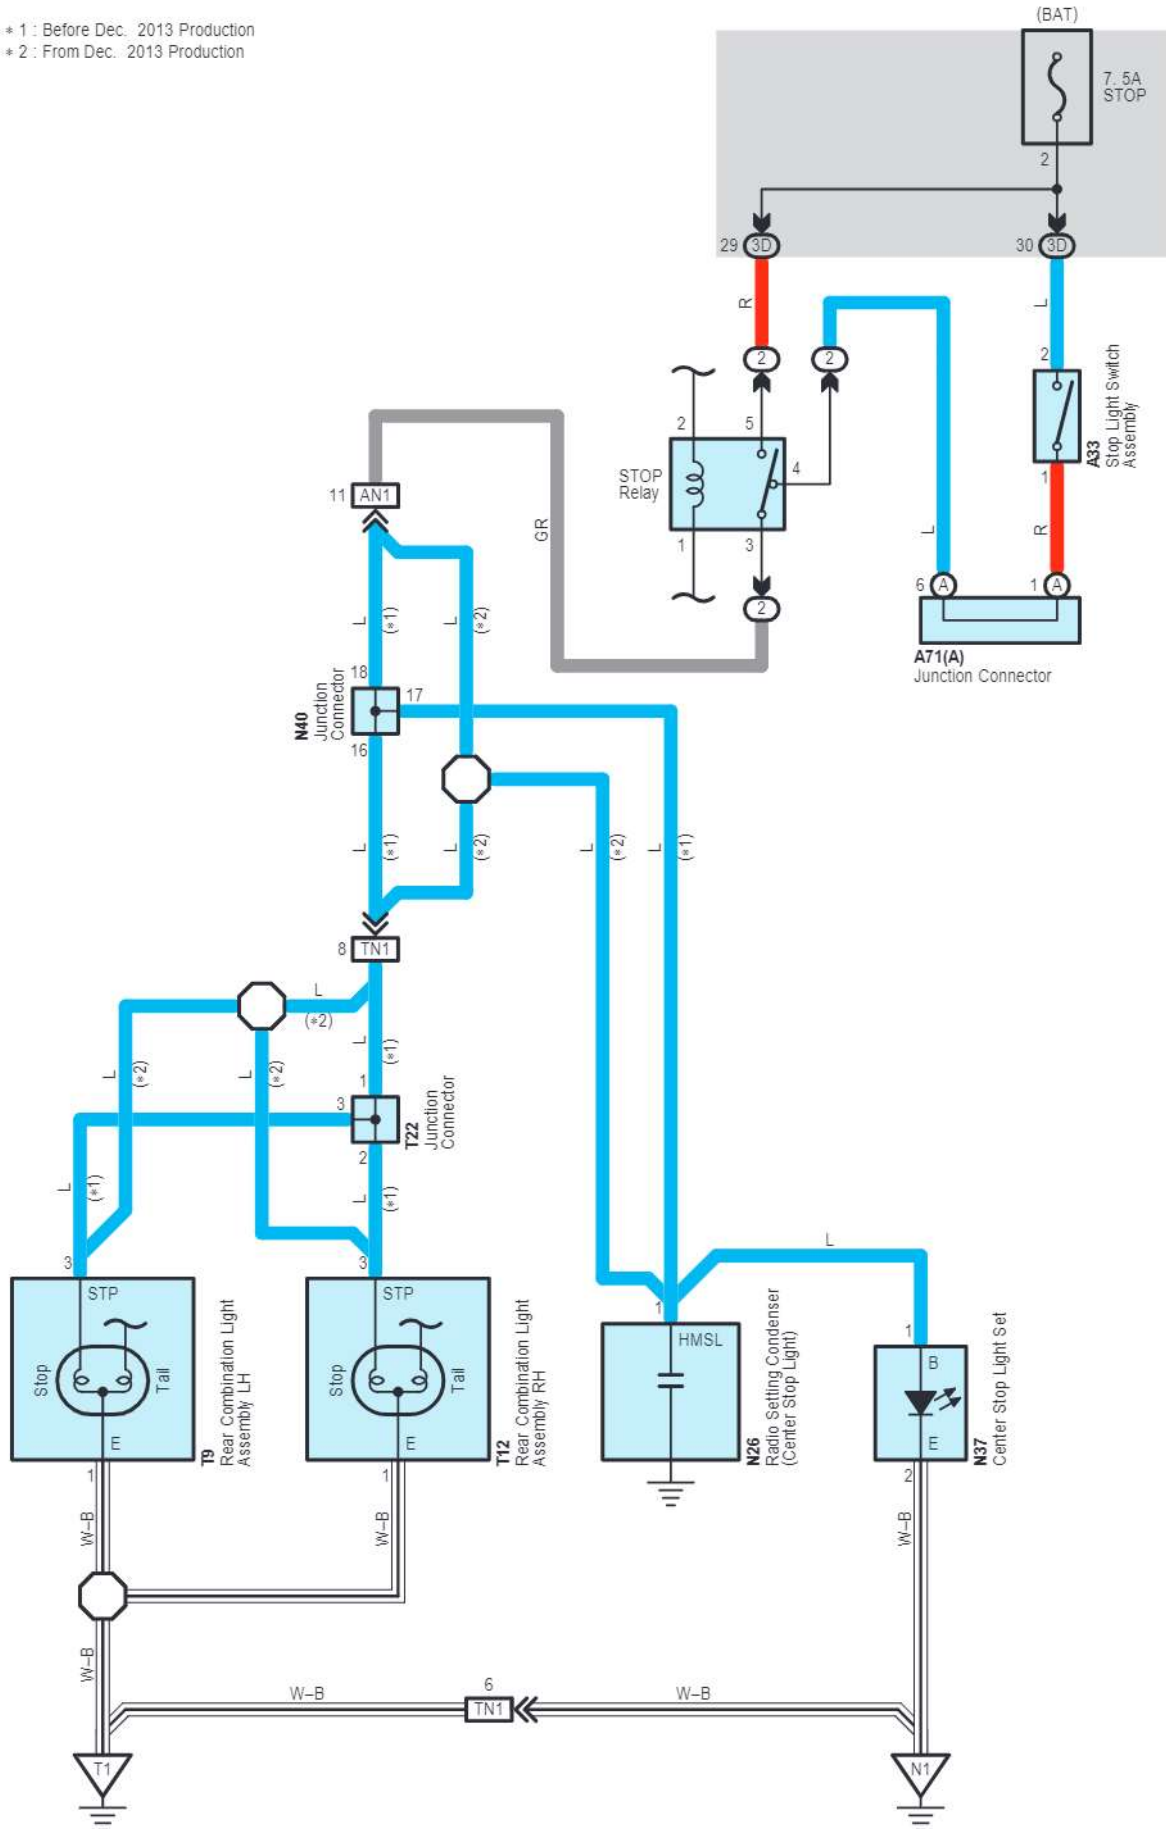 * 1 : Before Dec. 2013 Production
* 2 : From Dec. 2013 Production
(BAT)
7. 5A
STOP
2
29 3D
30 3D
R
L
2
2
2
A33
Stop Light Switch
Assembly
1
R
L
2
5
4
STOP
Relay
1
3
2
GR
11 AN1
6 A
1 A
A71(A)
Junction Connector
L
(*1)
L
(*2)
18
17
N40
Junction
Connector
16
L
(*1)
L
(*2)
L
(*2)
L
(*1)
8 TN1
L
(*2)
L
(*1)
L
(*2)
L
(*2)
1
3
T22
Junction
Connector
2
L
(*1)
L
(*1)
L
3
STP
Stop
Tail
E
1
T9
Rear Combination Light
Assembly LH
3
STP
Stop
Tail
E
1
T12
Rear Combination Light
Assembly RH
1
HMSL
N26
Radio Setting Condenser
(Center Stop Light)
1
B
E
2
N37
Center Stop Light Set
W–B
W–B
W–B
W–B
W–B
6
TN1
W–B
T1
N1